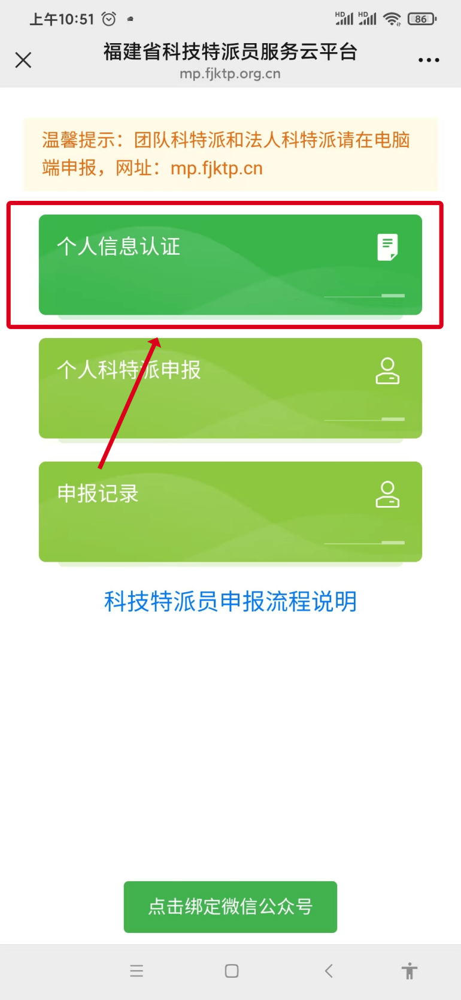 上午10:51
HD HD 86
福建省科技特派员服务云平台
mp.fjktp.org.cn
温馨提示：团队科特派和法人科特派请在电脑
端申报，网址：mp.fjktp.cn
个人信息认证
个人科特派申报
申报记录
科技特派员申报流程说明
点击绑定微信公众号